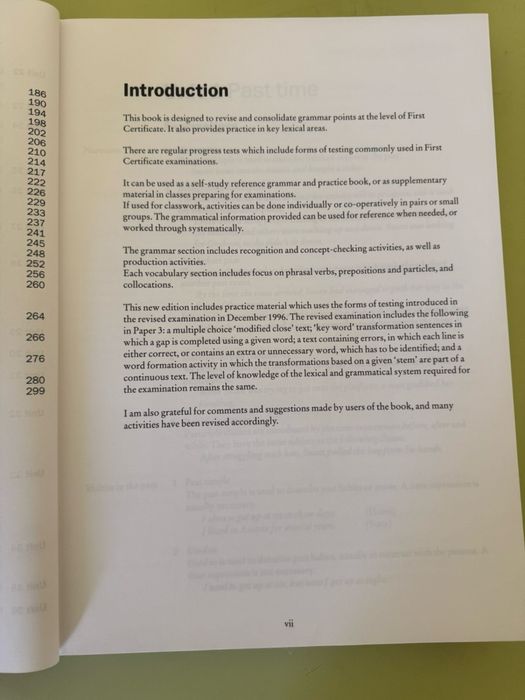 186
190
194
198
202
206
210
214
217
222
226
229
233
237
241
245
248
252
256
260
264
266
276
280
299
Introduction
This book is designed to revise and consolidate grammar points at the level of First
Certificate. It also provides practice in key lexical areas.
There are regular progress tests which include forms of testing commonly used in First
Certificate examinations.
It can be used as a self-study reference grammar and practice book, or as supplementary
material in classes preparing for examinations.
If used for classwork, activities can be done individually or co-operatively in pairs or small
groups. The grammatical information provided can be used for reference when needed, or
worked through systematically.
The grammar section includes recognition and concept-checking activities, as well as
production activities.
Each vocabulary section includes focus on phrasal verbs, prepositions and particles, and
collocations.
This new edition includes practice material which uses the forms of testing introduced in
the revised examination in December 1996. The revised examination includes the following
in Paper 3: a multiple choice 'modified close' text; 'key word' transformation sentences in
which a gap is completed using a given word; a text containing errors, in which each line is
either correct, or contains an extra or unnecessary word, which has to be identified; and a
word formation activity in which the transformations based on a given 'stem' are part of a
continuous text. The level of knowledge of the lexical and grammatical system required for
the examination remains the same.
I am also grateful for comments and suggestions made by users of the book, and many
activities have been revised accordingly.
vii